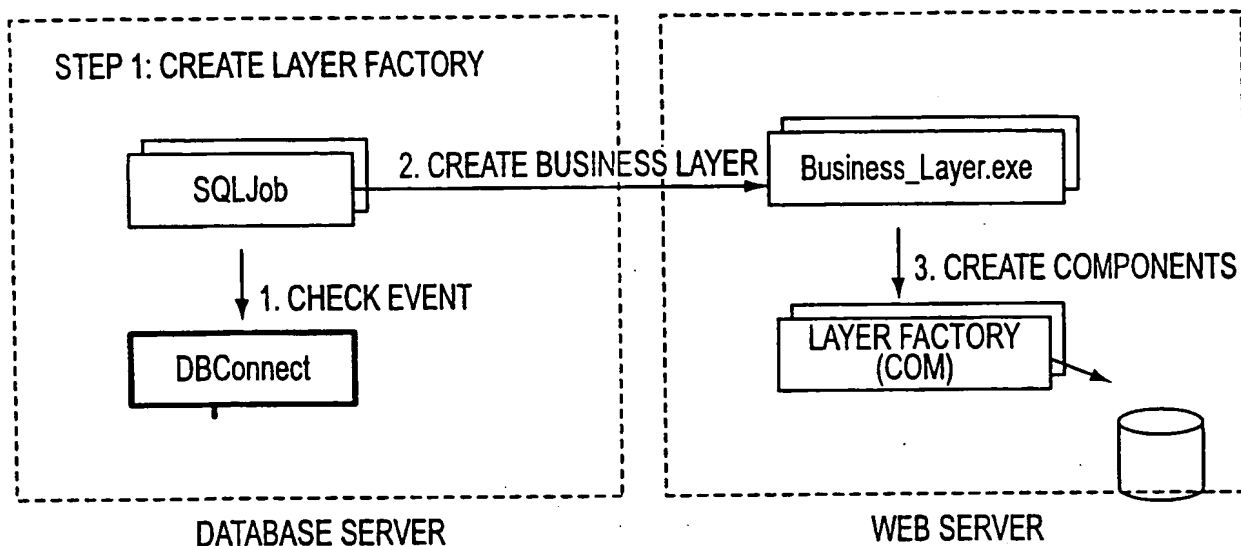 STEP 1: CREATE LAYER FACTORY
SQLJob
2. CREATE BUSINESS LAYER
Business_Layer.exe
1. CHECK EVENT
3. CREATE COMPONENTS
DBConnect
LAYER FACTORY
(COM)
DATABASE SERVER
WEB SERVER